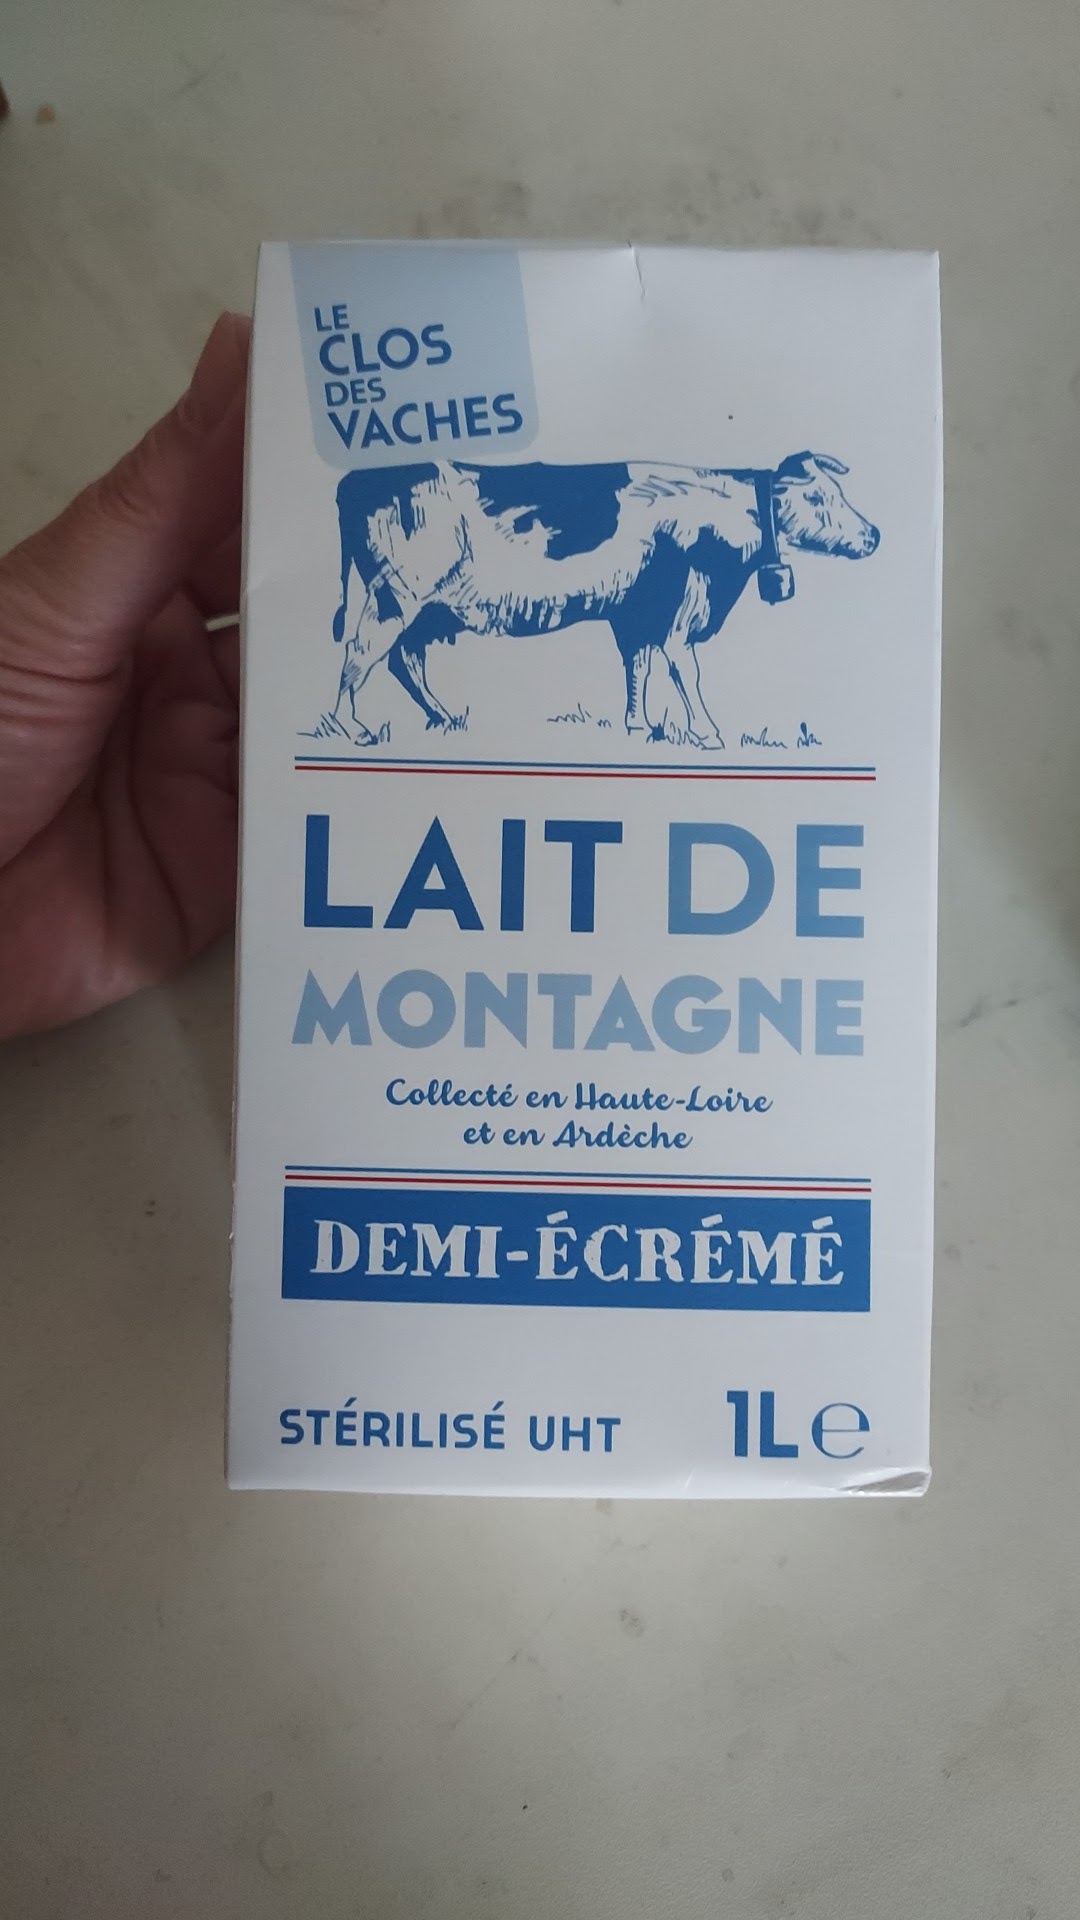 LE
CLOS
DES
VACHES
LAIT DE
MONTAGNE
Collecté en Haute-Loire
et en Ardèche
DEMI-ÉCRÉMÉ
STÉRILISÉ UHT 1L e